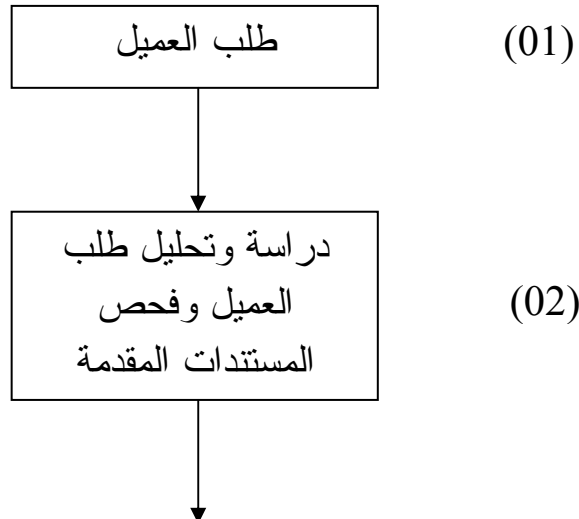 طلب العميل
(01)
دراسة وتحليل طلب
العميل وفحص
المستندات المقدمة
(02)